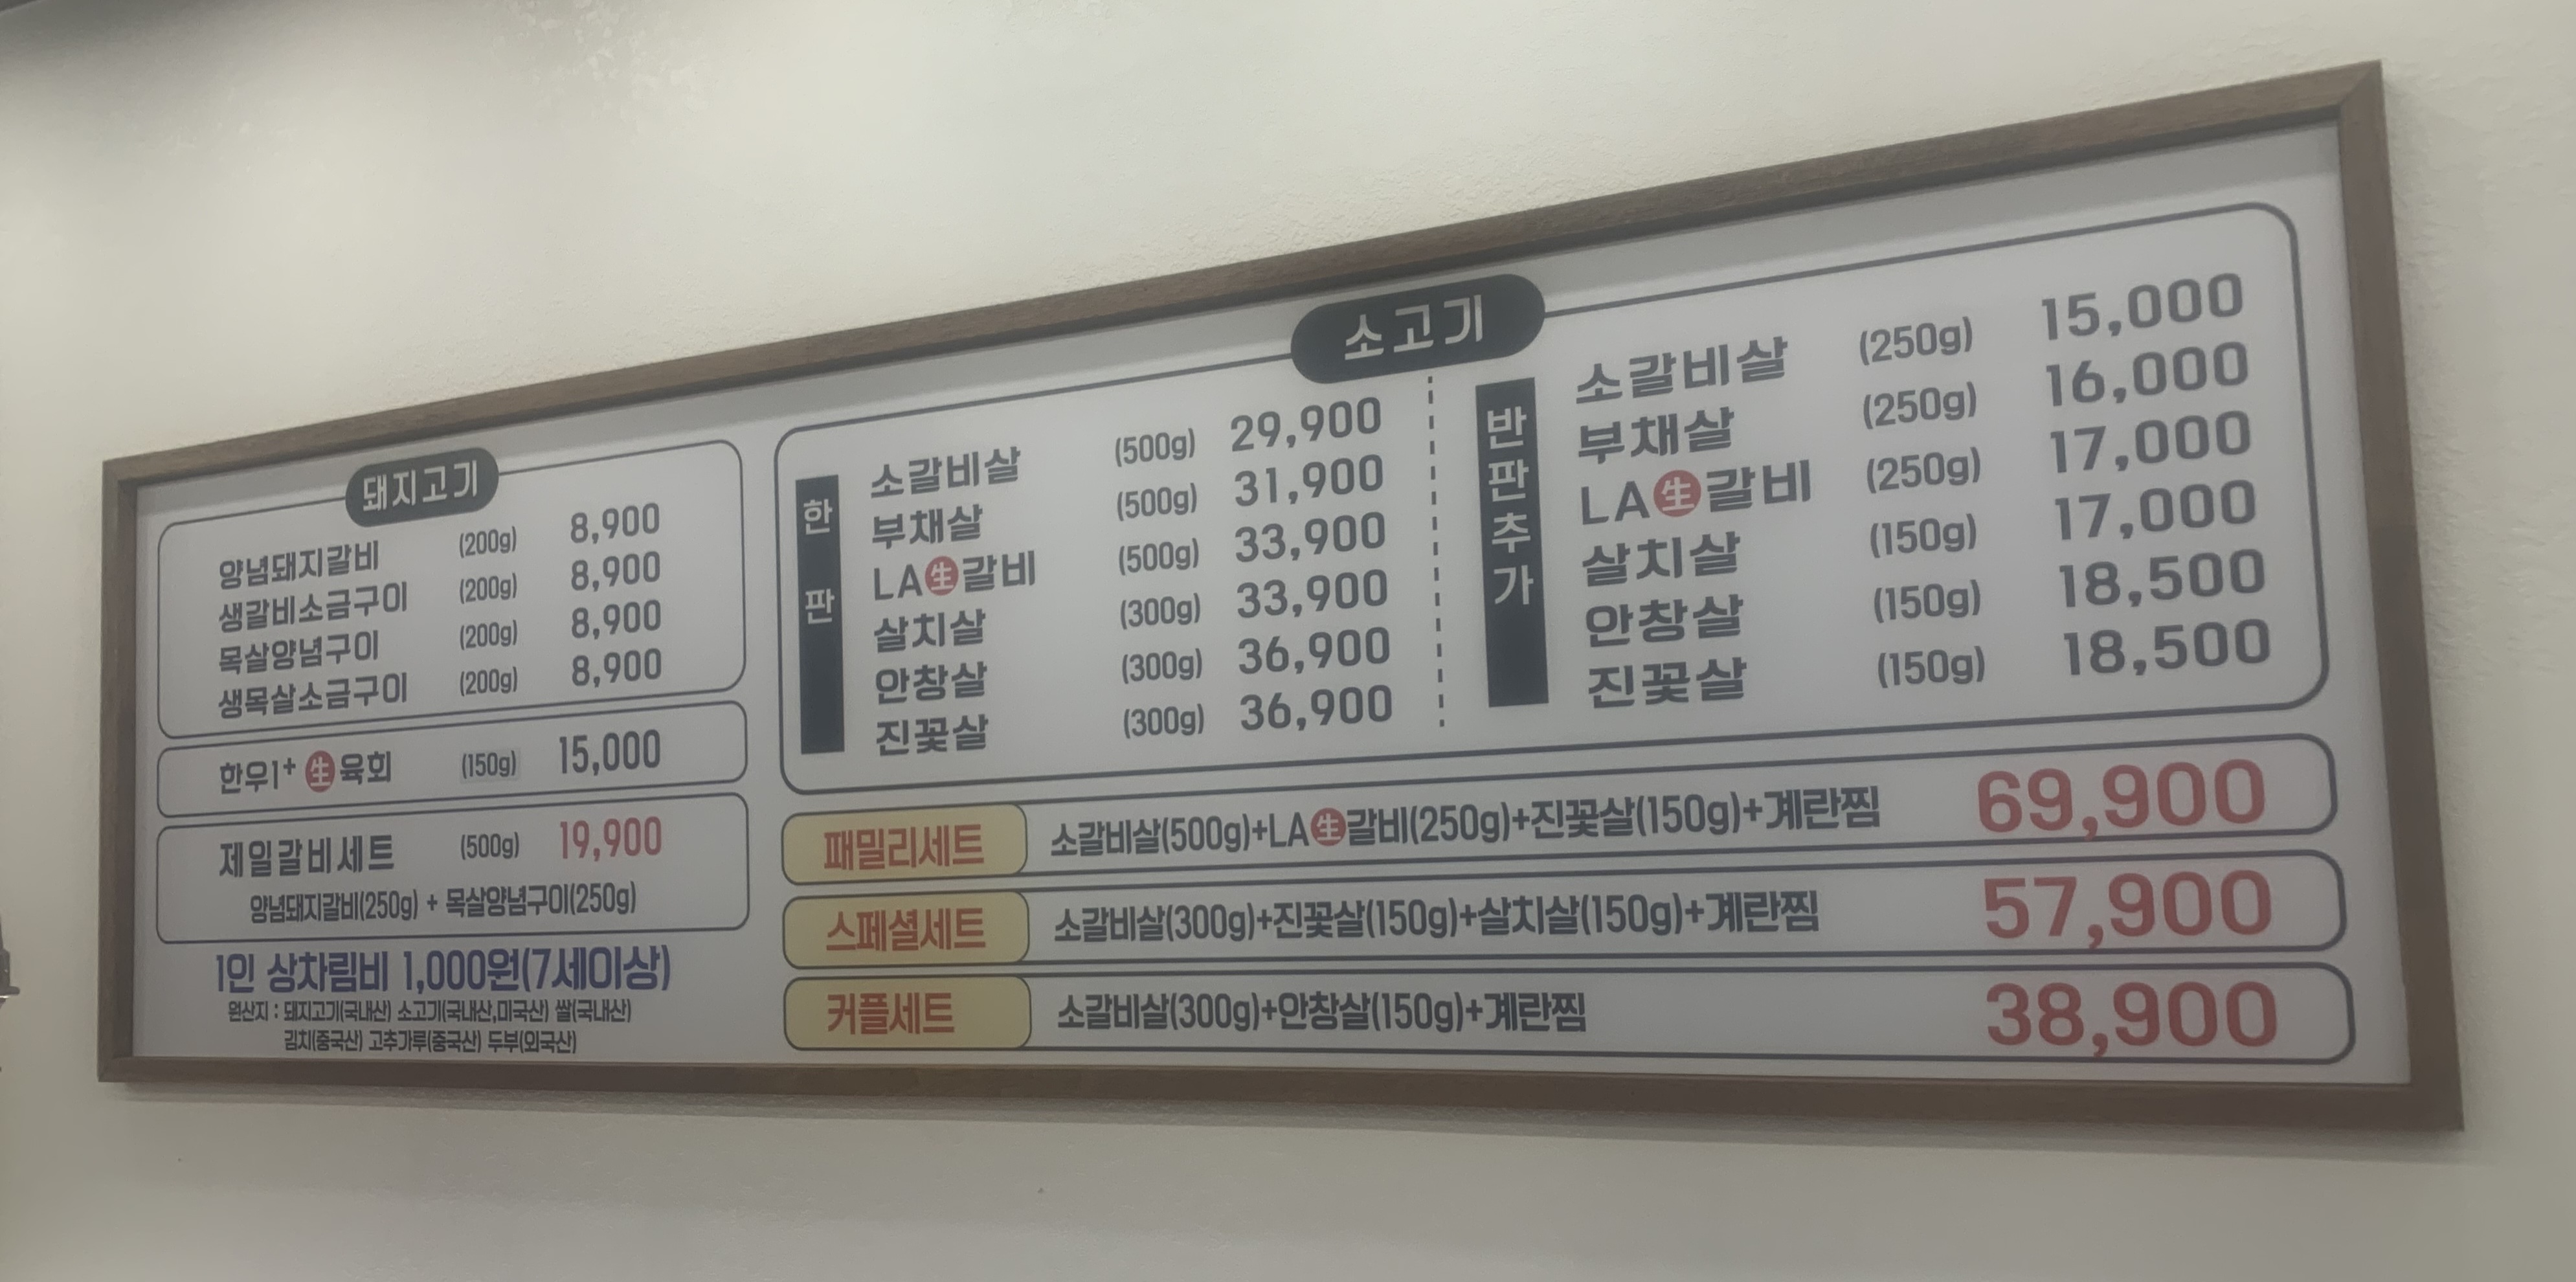 돼지고기
양념돼지갈비 (200g) 8,900
생갈비소금구이 (200g) 8,900
목살양념구이 (200g) 8,900
생목살소금구이 (200g) 8,900
한우1+ 生육회 (150g) 15,000
제일갈비세트 (500g) 19,900
양념돼지갈비(250g) + 목살양념구이(250g)
1인 상차림비 1,000원(7세이상)
원산지 : 돼지고기(국내산) 소고기(국내산,미국산) 쌀(국내산)
김치(중국산) 고추가루(중국산) 두부(외국산)
소고기
한판
소갈비살 (500g) 29,900
부채살 (500g) 31,900
LA生갈비 (500g) 33,900
살치살 (300g) 33,900
안창살 (300g) 36,900
진꽃살 (300g) 36,900
반판추가
소갈비살 (250g) 15,000
부채살 (250g) 16,000
LA生갈비 (250g) 17,000
살치살 (150g) 17,000
안창살 (150g) 18,500
진꽃살 (150g) 18,500
패밀리세트 소갈비살(500g)+LA生갈비(250g)+진꽃살(150g)+계란찜 69,900
스페셜세트 소갈비살(300g)+진꽃살(150g)+살치살(150g)+계란찜 57,900
커플세트 소갈비살(300g)+안창살(150g)+계란찜 38,900